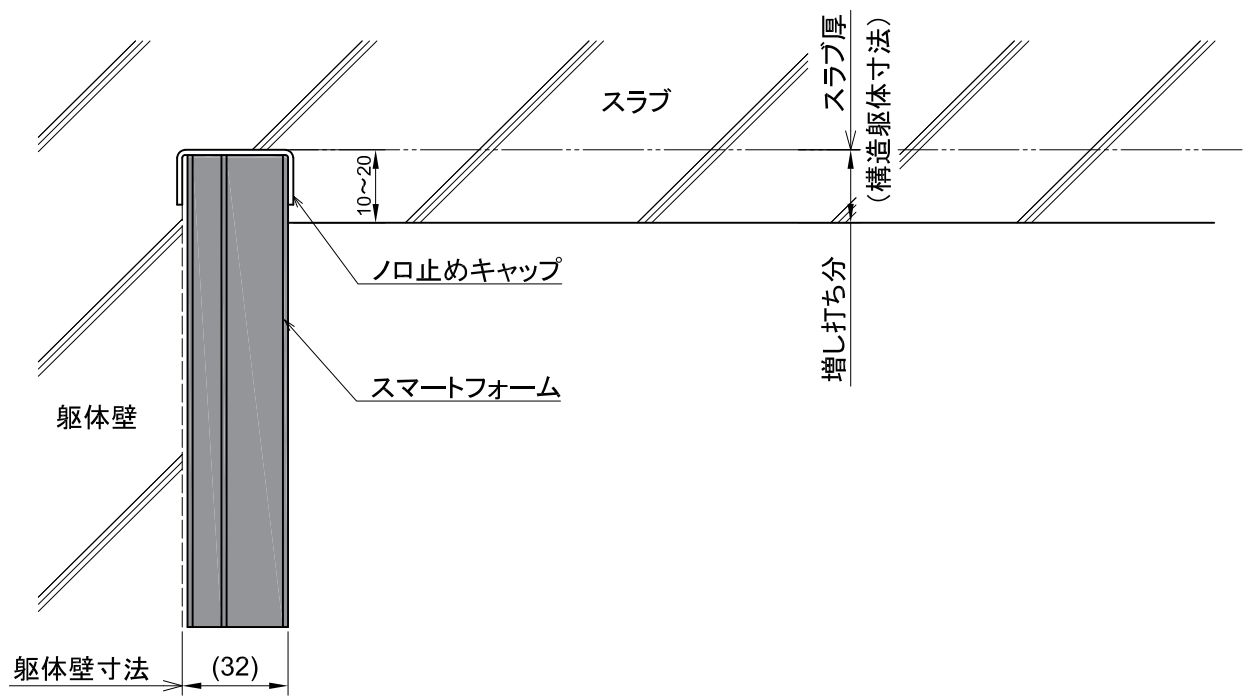 スラブ
スラブ厚
(構造躯体寸法)
10～20
ノロ止めキャップ
増し打ち分
スマートフォーム
躯体壁
躯体壁寸法
(32)